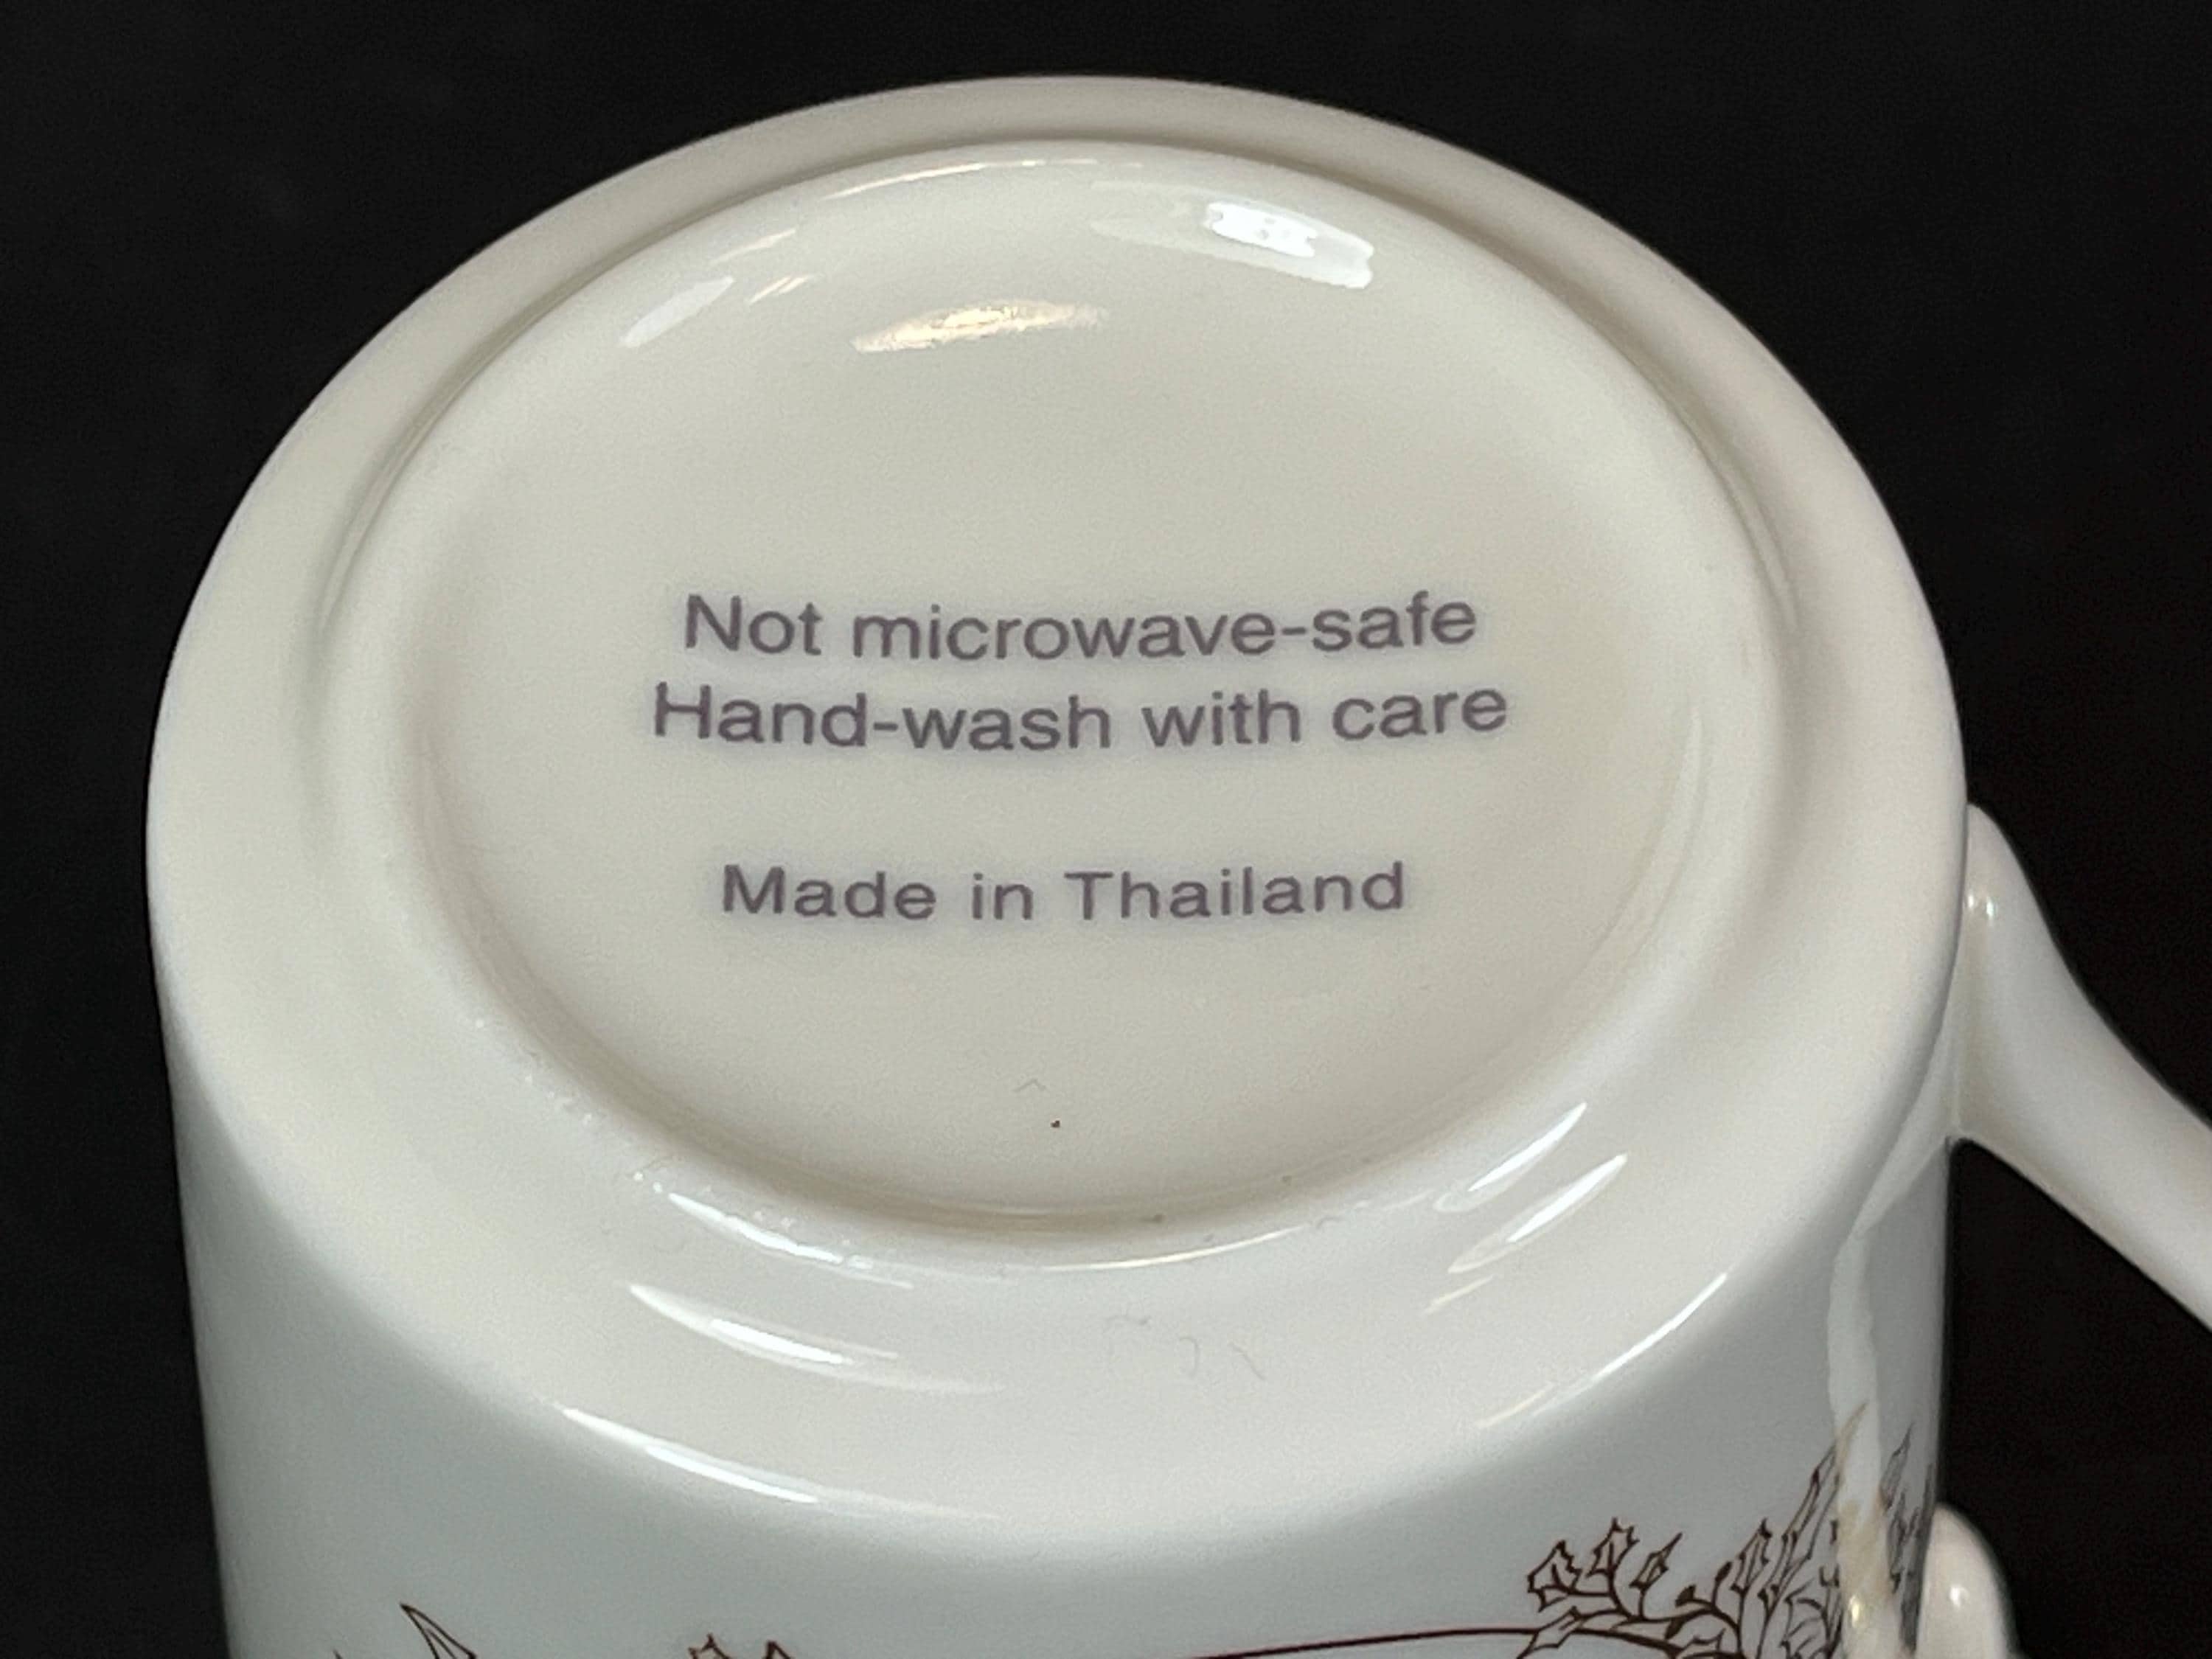 Not microwave-safe
Hand-wash with care
Made in Thailand